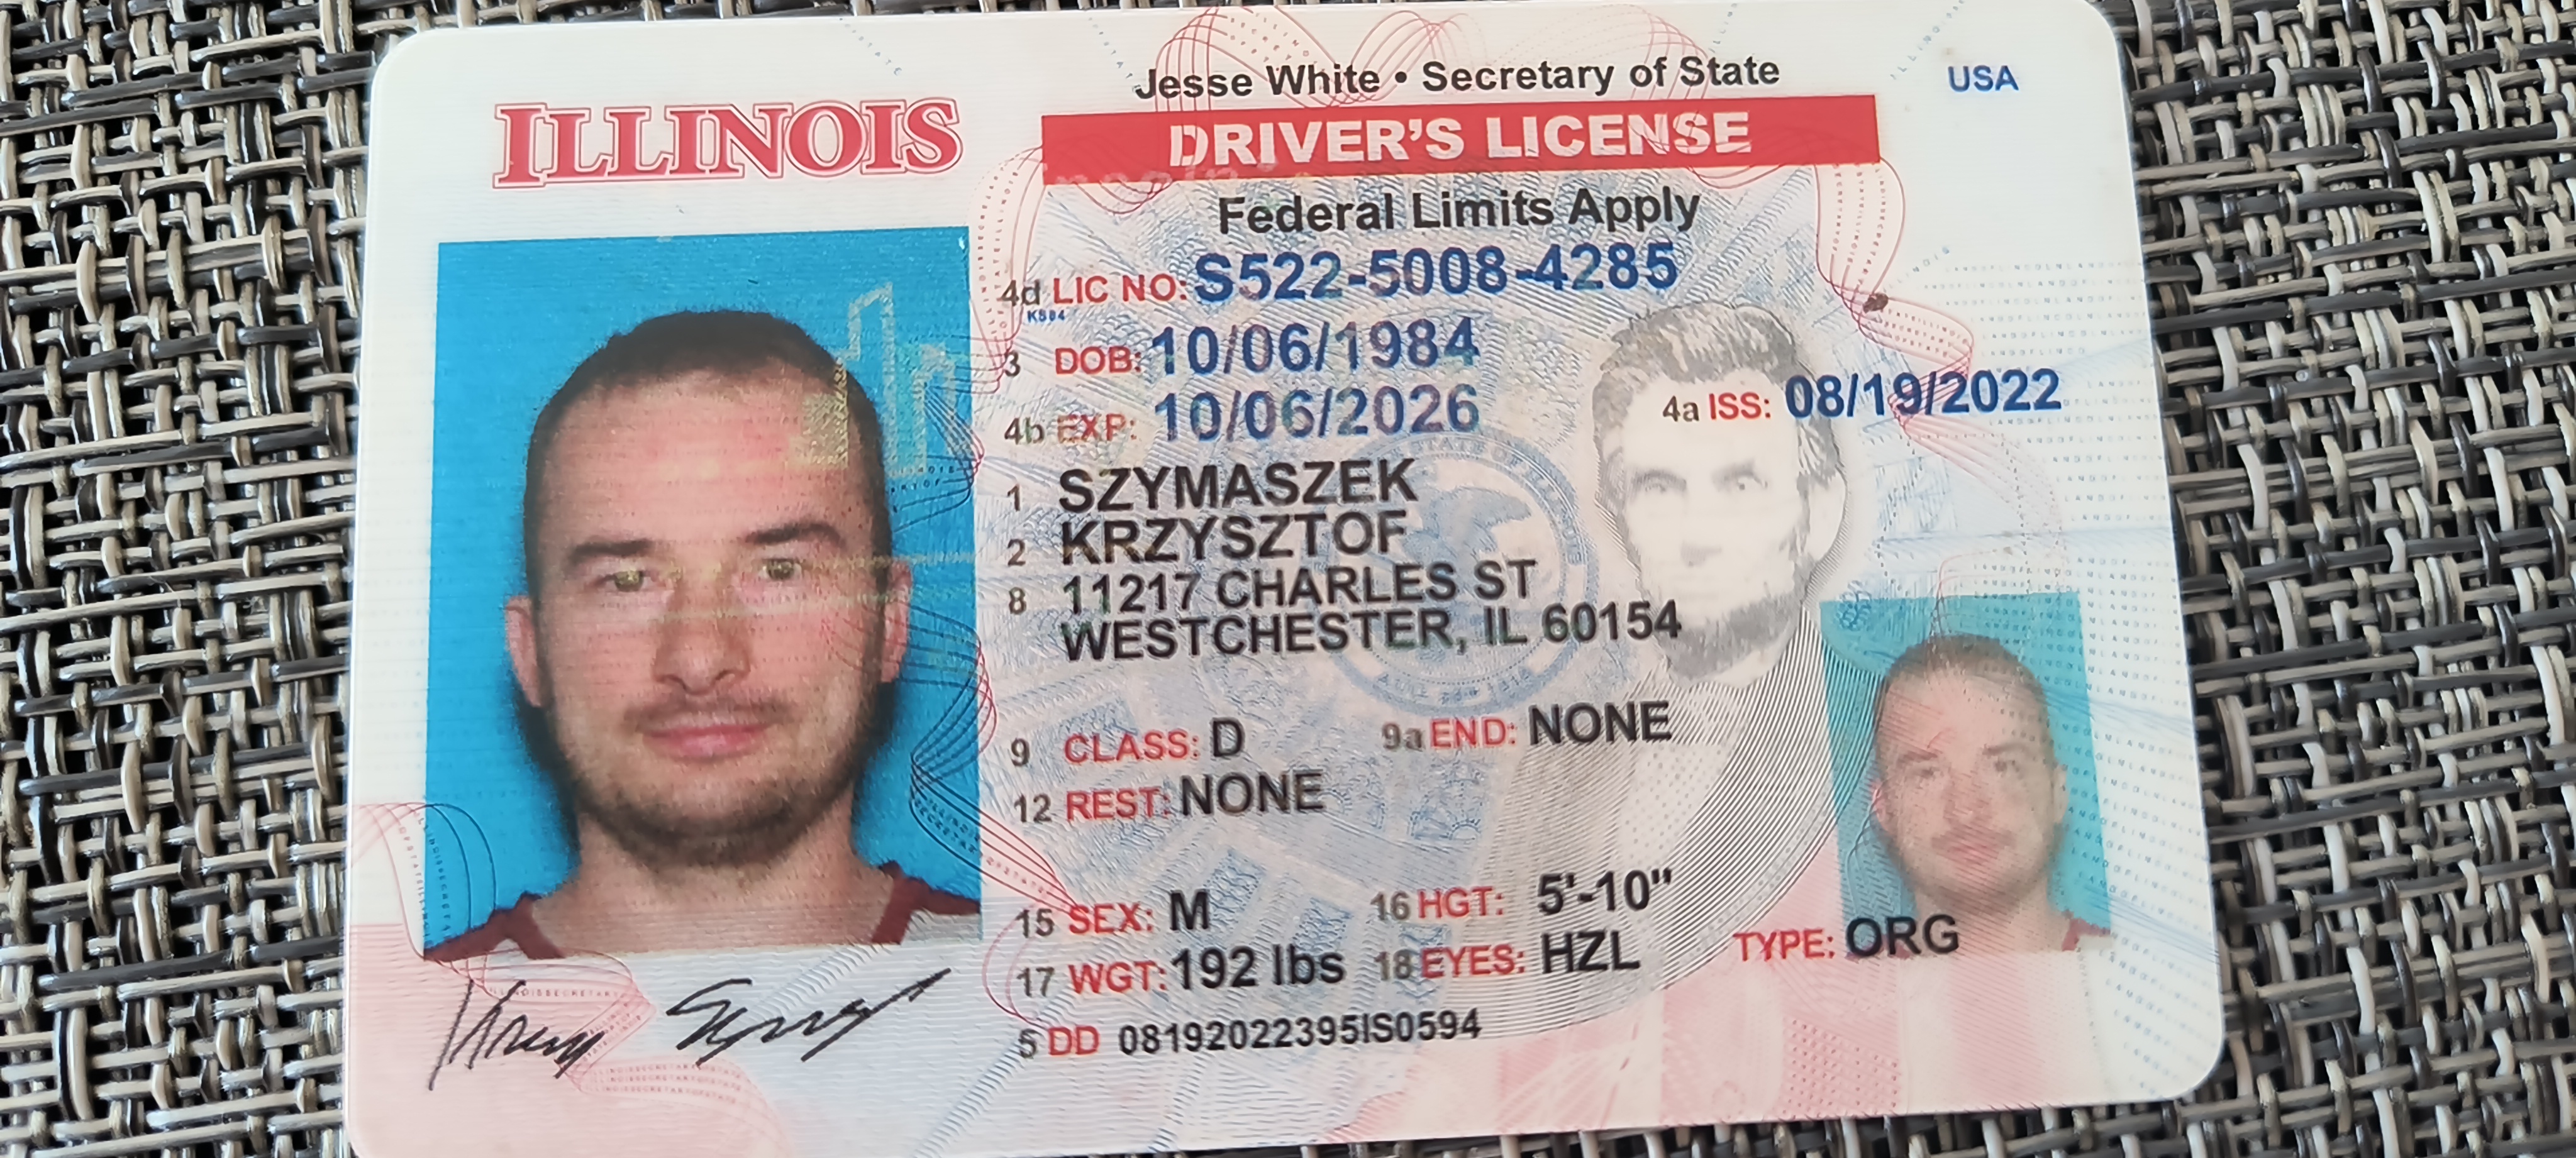 Jesse White • Secretary of State
USA
ILLINOIS
DRIVER'S LICENSE
Federal Limits Apply
4d LIC NO: S522-5008-4285
KS84
3 DOB: 10/06/1984
4b EXP: 10/06/2026
4a ISS: 08/19/2022
1 SZYMASZEK
2 KRZYSZTOF
8 11217 CHARLES ST
WESTCHESTER, IL 60154
9 CLASS: D 9a END: NONE
12 REST: NONE
15 SEX: M 16 HGT: 5'-10"
17 WGT: 192 lbs 18 EYES: HZL TYPE: ORG
5 DD 08192022395IS0594